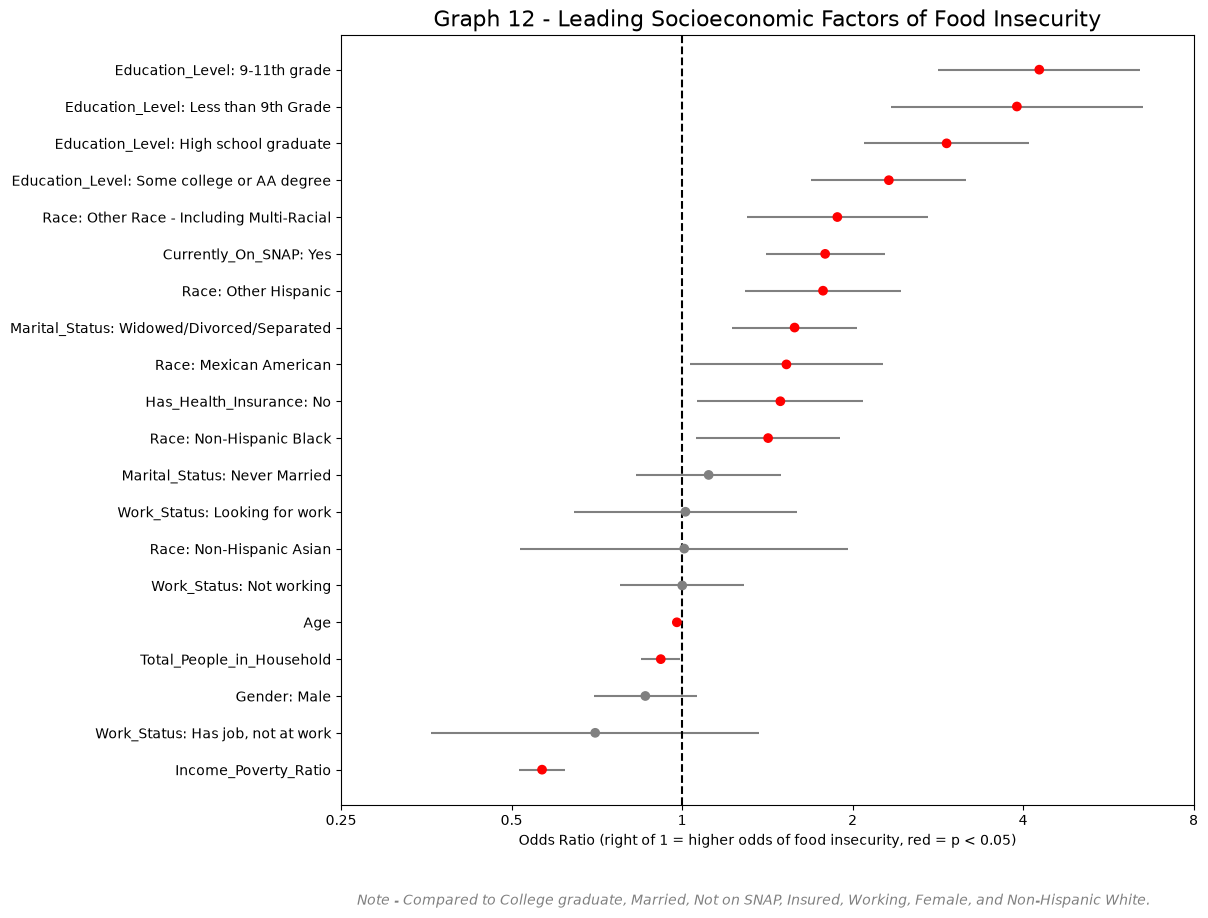 Graph 12 - Leading Socioeconomic Factors of Food Insecurity
Education_Level: 9-11th grade
Education_Level: Less than 9th Grade
Education_Level: High school graduate
Education_Level: Some college or AA degree
Race: Other Race - Including Multi-Racial
Currently_On_SNAP: Yes
Race: Other Hispanic
Marital_Status: Widowed/Divorced/Separated
Race: Mexican American
Has_Health_Insurance: No
Race: Non-Hispanic Black
Marital_Status: Never Married
Work_Status: Looking for work
Race: Non-Hispanic Asian
Work_Status: Not working
Age
Total_People_in_Household
Gender: Male
Work_Status: Has job, not at work
Income_Poverty_Ratio
0.25 0.5 1 2 4 8
Odds Ratio (right of 1 = higher odds of food insecurity, red = p < 0.05)
Note - Compared to College graduate, Married, Not on SNAP, Insured, Working, Female, and Non-Hispanic White.